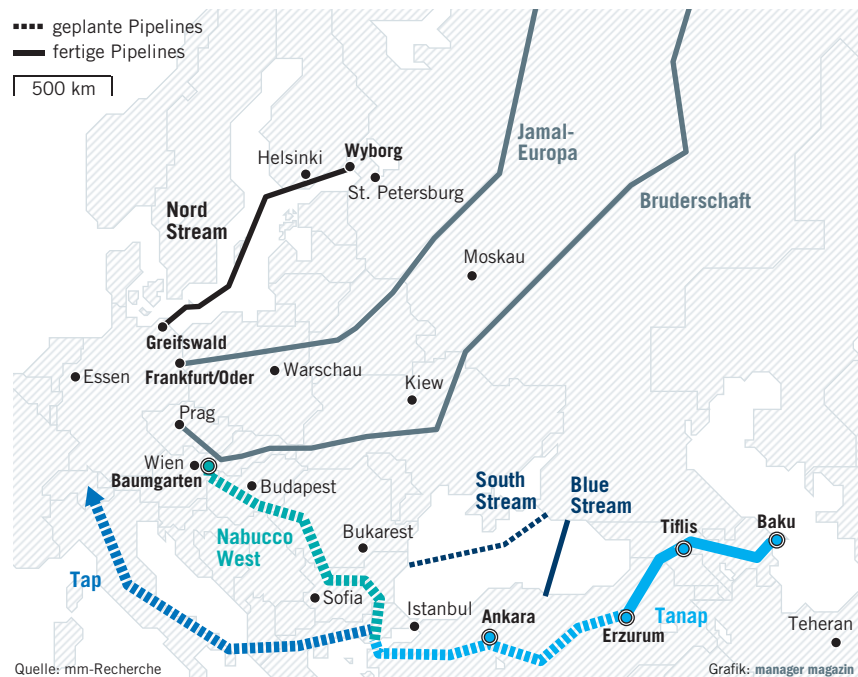 geplante Pipelines
fertige Pipelines
500 km
Jamal-
Europa
Wyborg
Helsinki
St. Petersburg
Bruderschaft
Nord
Stream
Moskau
Greifswald
Frankfurt/Oder
Essen
Warschau
Kiew
Prag
Wien
Baumgarten
Budapest
South
Stream
Blue
Stream
Nabucco
West
Bukarest
Tiflis
Baku
Tap
Sofia
Istanbul
Ankara
Tanap
Erzurum
Teheran
Quelle: mm-Recherche
Grafik: manager magazin